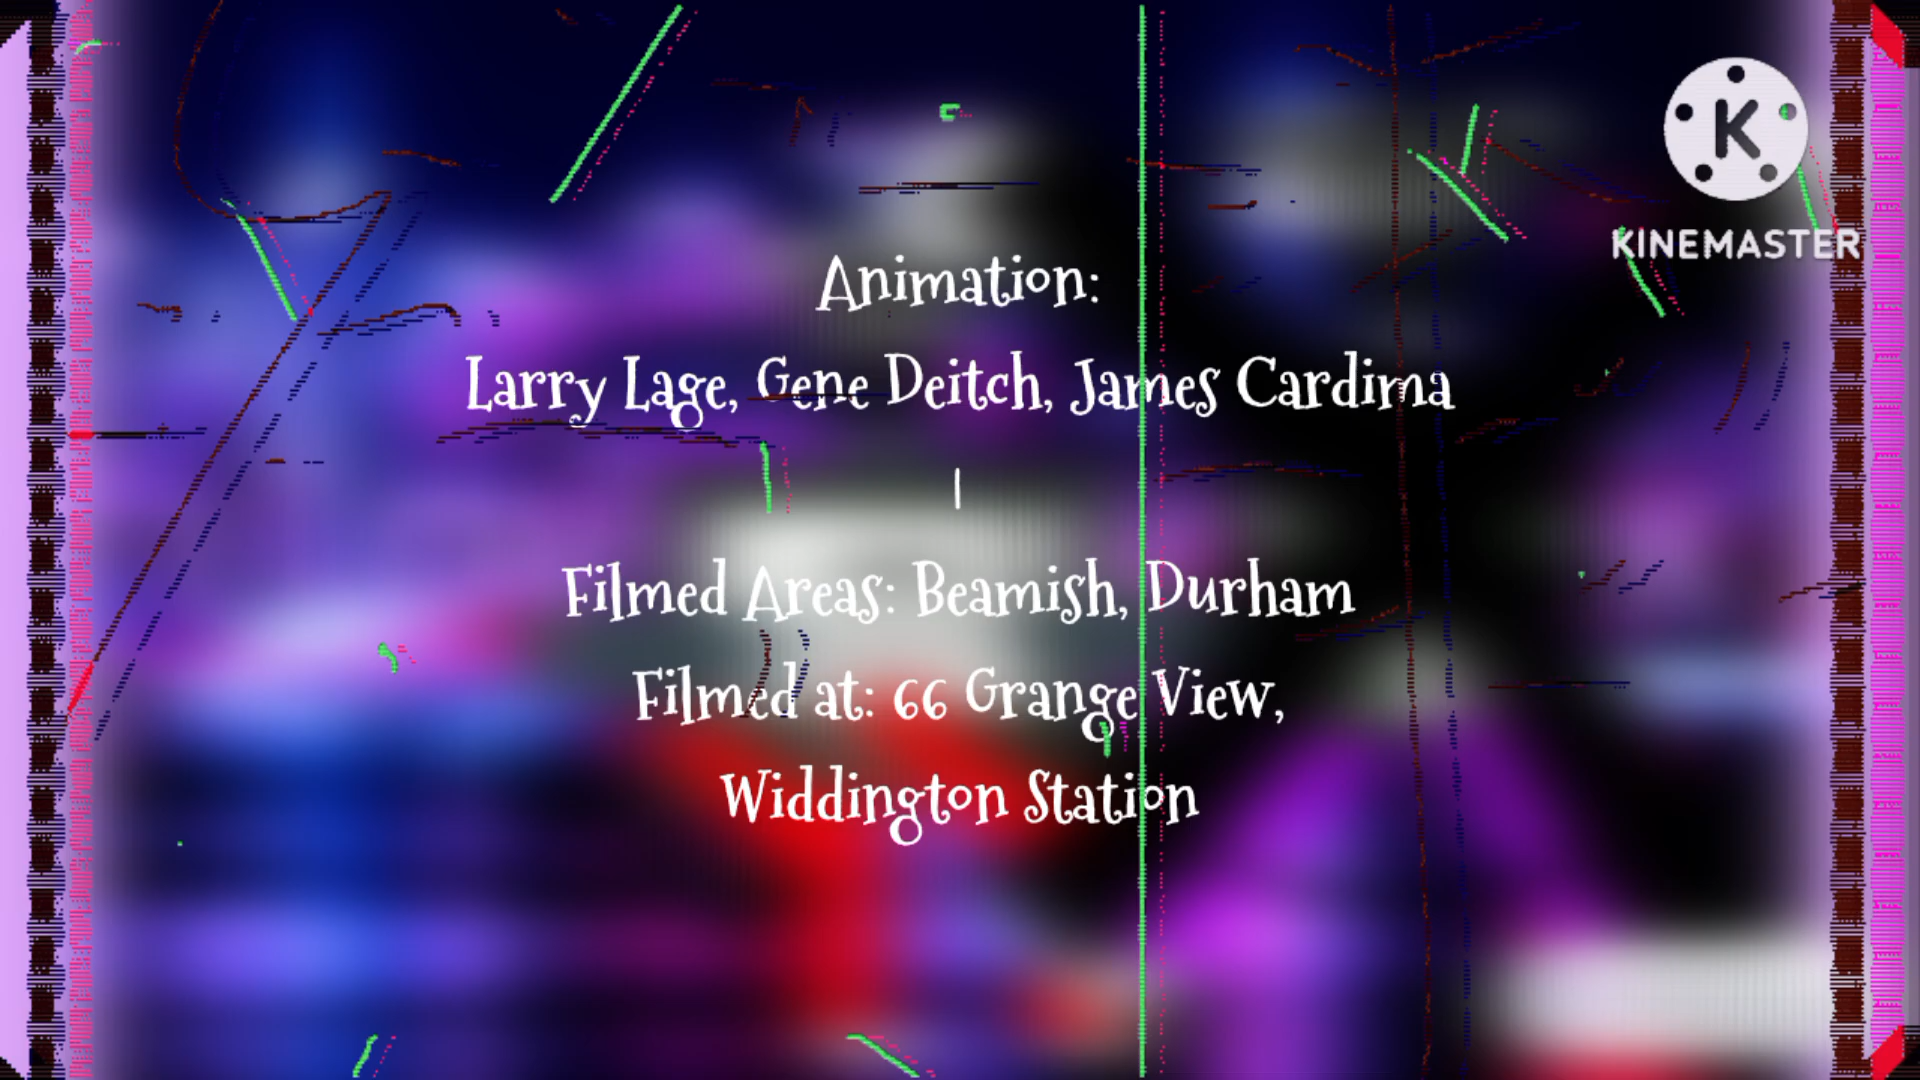 K
KINEMASTER
Animation:
Larry Lage, Gene Deitch, James Cardima
|
Filmed Areas: Beamish, Durham
Filmed at: 66 Grange View,
Widdington Station